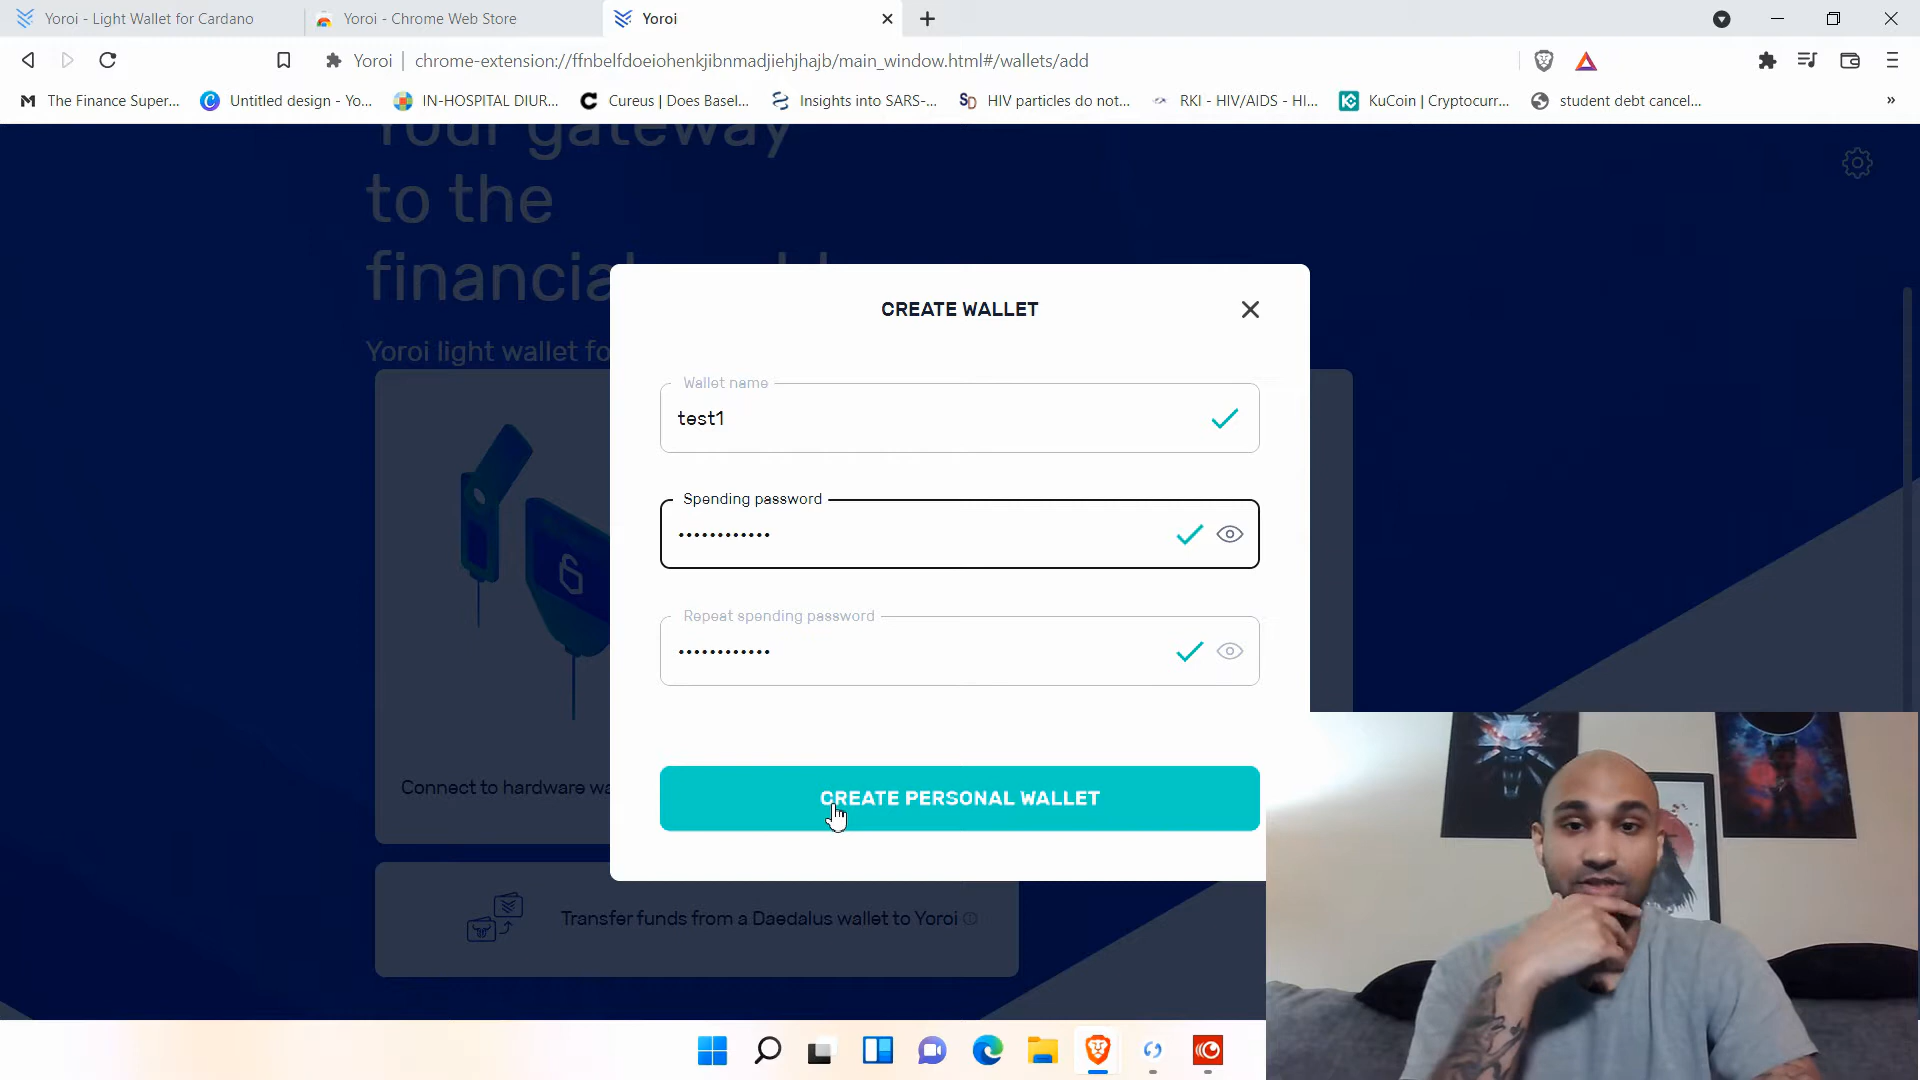 Yoroi - Light Wallet for Cardano
Yoroi - Chrome Web Store
Yoroi
Yoroi
chrome-extension://ffnbelfdoeiohenkjibnmadjiehjhajb/main_window.html#/wallets/add
The Finance Super...
Untitled design - Yo...
IN-HOSPITAL DIUR...
Cureus | Does Basel...
Insights into SARS-...
HIV particles do not...
RKI - HIV/AIDS - HI...
KuCoin | Cryptocurr...
student debt cancel...
»
Your gateway
to the
financial
Yoroi light wallet fo
CREATE WALLET
Wallet name
test1
Spending password
••••••••••••
Repeat spending password
••••••••••••
CREATE PERSONAL WALLET
Connect to hardware wa
Transfer funds from a Daedalus wallet to Yoroi